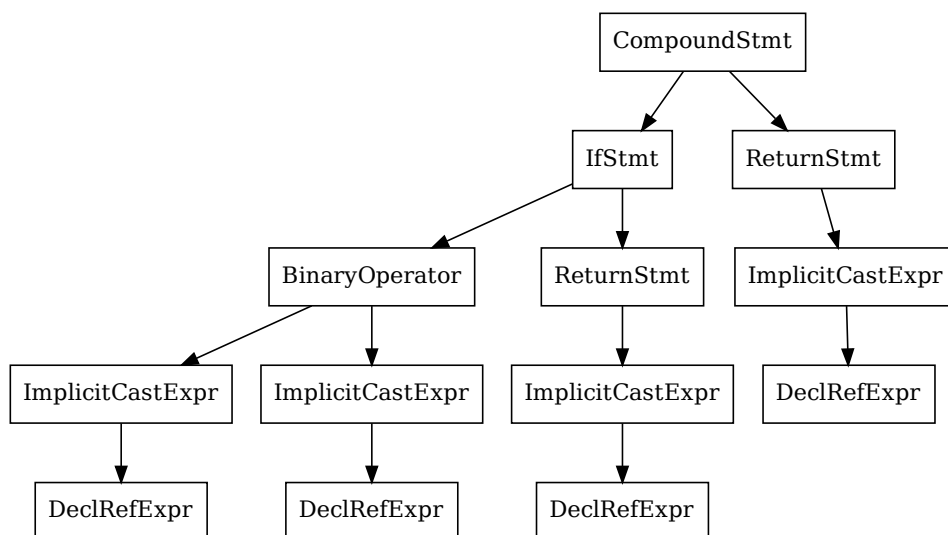 CompoundStmt
IfStmt
ReturnStmt
BinaryOperator
ReturnStmt
ImplicitCastExpr
ImplicitCastExpr
ImplicitCastExpr
ImplicitCastExpr
DeclRefExpr
DeclRefExpr
DeclRefExpr
DeclRefExpr